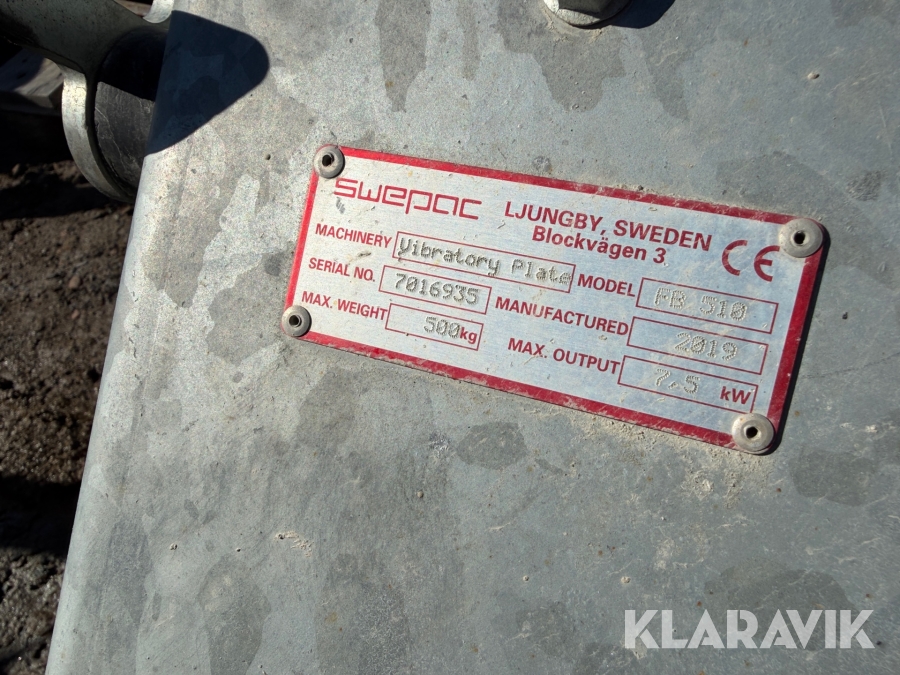 swepac LJUNGBY, SWEDEN
Blockvägen 3
CE
MACHINERY Vibratory Plate MODEL FB 510
SERIAL NO. 7016935 MANUFACTURED 2019
MAX. WEIGHT 500kg MAX. OUTPUT 7.5 kW
KLARAVIK